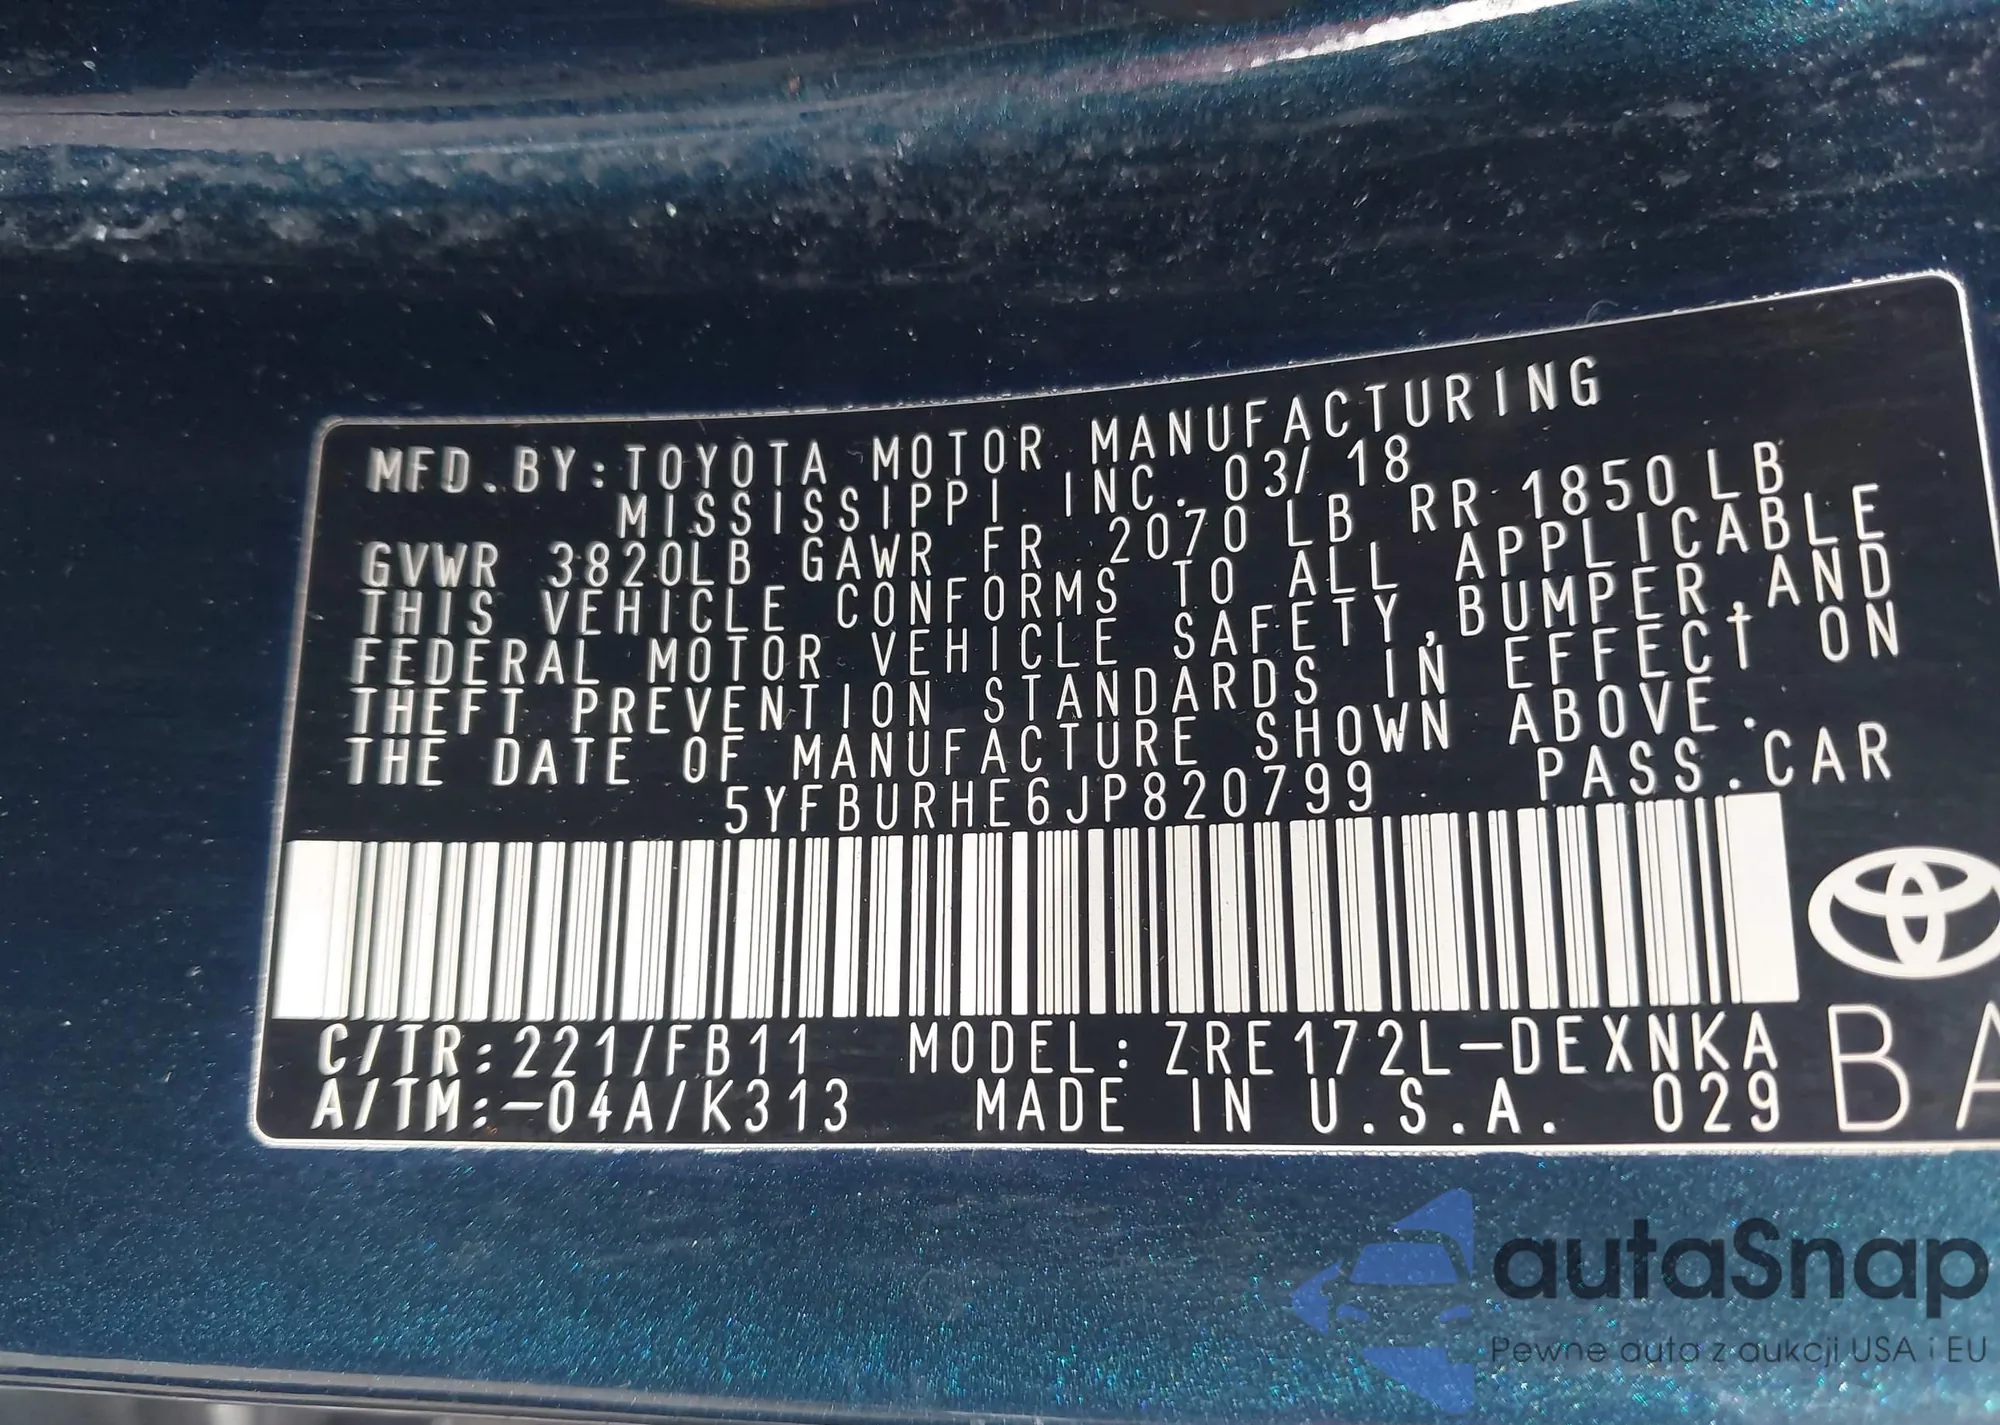 MFD. BY: TOYOTA MOTOR MANUFACTURING
MISSISSIPPI, INC. 03/ 18
GVWR 3820LB GAWR FR 2070 LB RR 1850 LB
THIS VEHICLE CONFORMS TO ALL APPLICABLE
FEDERAL MOTOR VEHICLE SAFETY, BUMPER, AND
THEFT PREVENTION STANDARDS IN EFFECT ON
THE DATE OF MANUFACTURE SHOWN ABOVE.
5YFBURHE6JP820799 PASS. CAR
C/TR: 221/FB11 MODEL: ZRE172L-DEXNKA
A/TM: -04A/K313 MADE IN U.S.A. 029
BA
autaSnap
Pewne auta z aukcji USA i EU